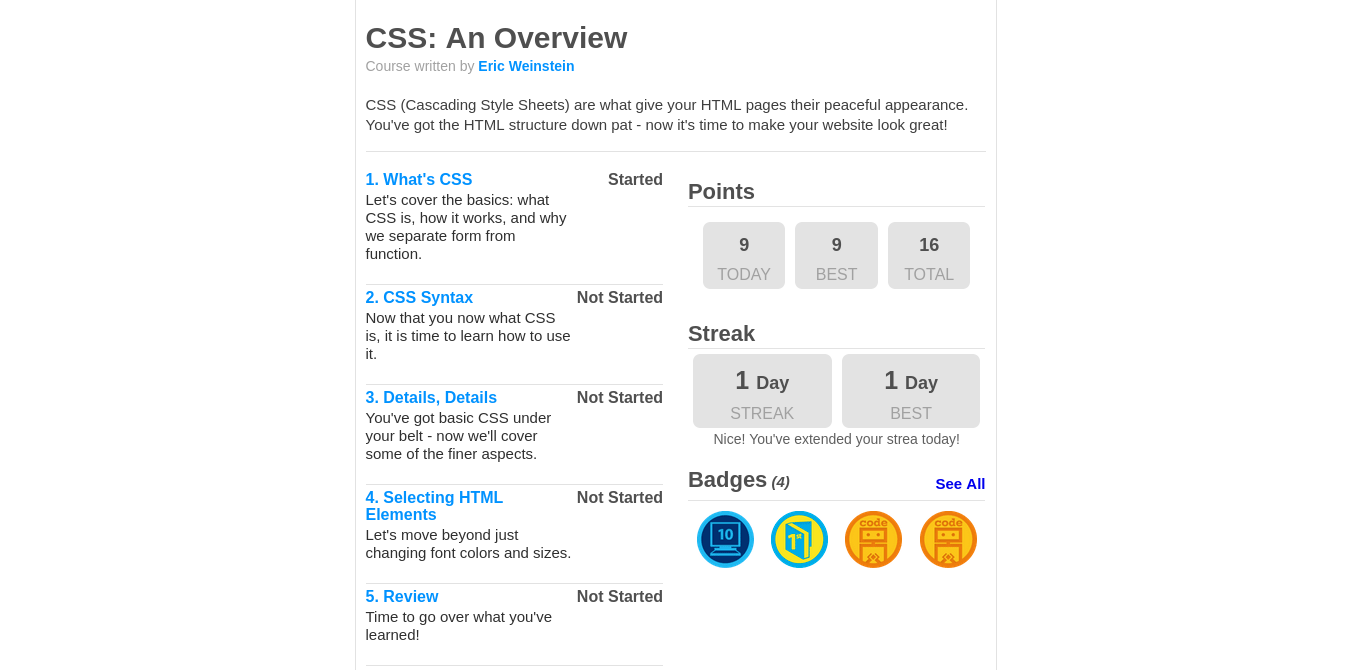 CSS: An Overview
Course written by Eric Weinstein
CSS (Cascading Style Sheets) are what give your HTML pages their peaceful appearance.
You've got the HTML structure down pat - now it's time to make your website look great!
1. What's CSS
Started
Let's cover the basics: what
CSS is, how it works, and why
we separate form from
function.
2. CSS Syntax
Not Started
Now that you now what CSS
is, it is time to learn how to use
it.
3. Details, Details
Not Started
You've got basic CSS under
your belt - now we'll cover
some of the finer aspects.
4. Selecting HTML
Elements
Not Started
Let's move beyond just
changing font colors and sizes.
5. Review
Not Started
Time to go over what you've
learned!
Points
9 9 16
TODAY BEST TOTAL
Streak
1 Day 1 Day
STREAK BEST
Nice! You've extended your strea today!
Badges (4) See All
10 1st code code